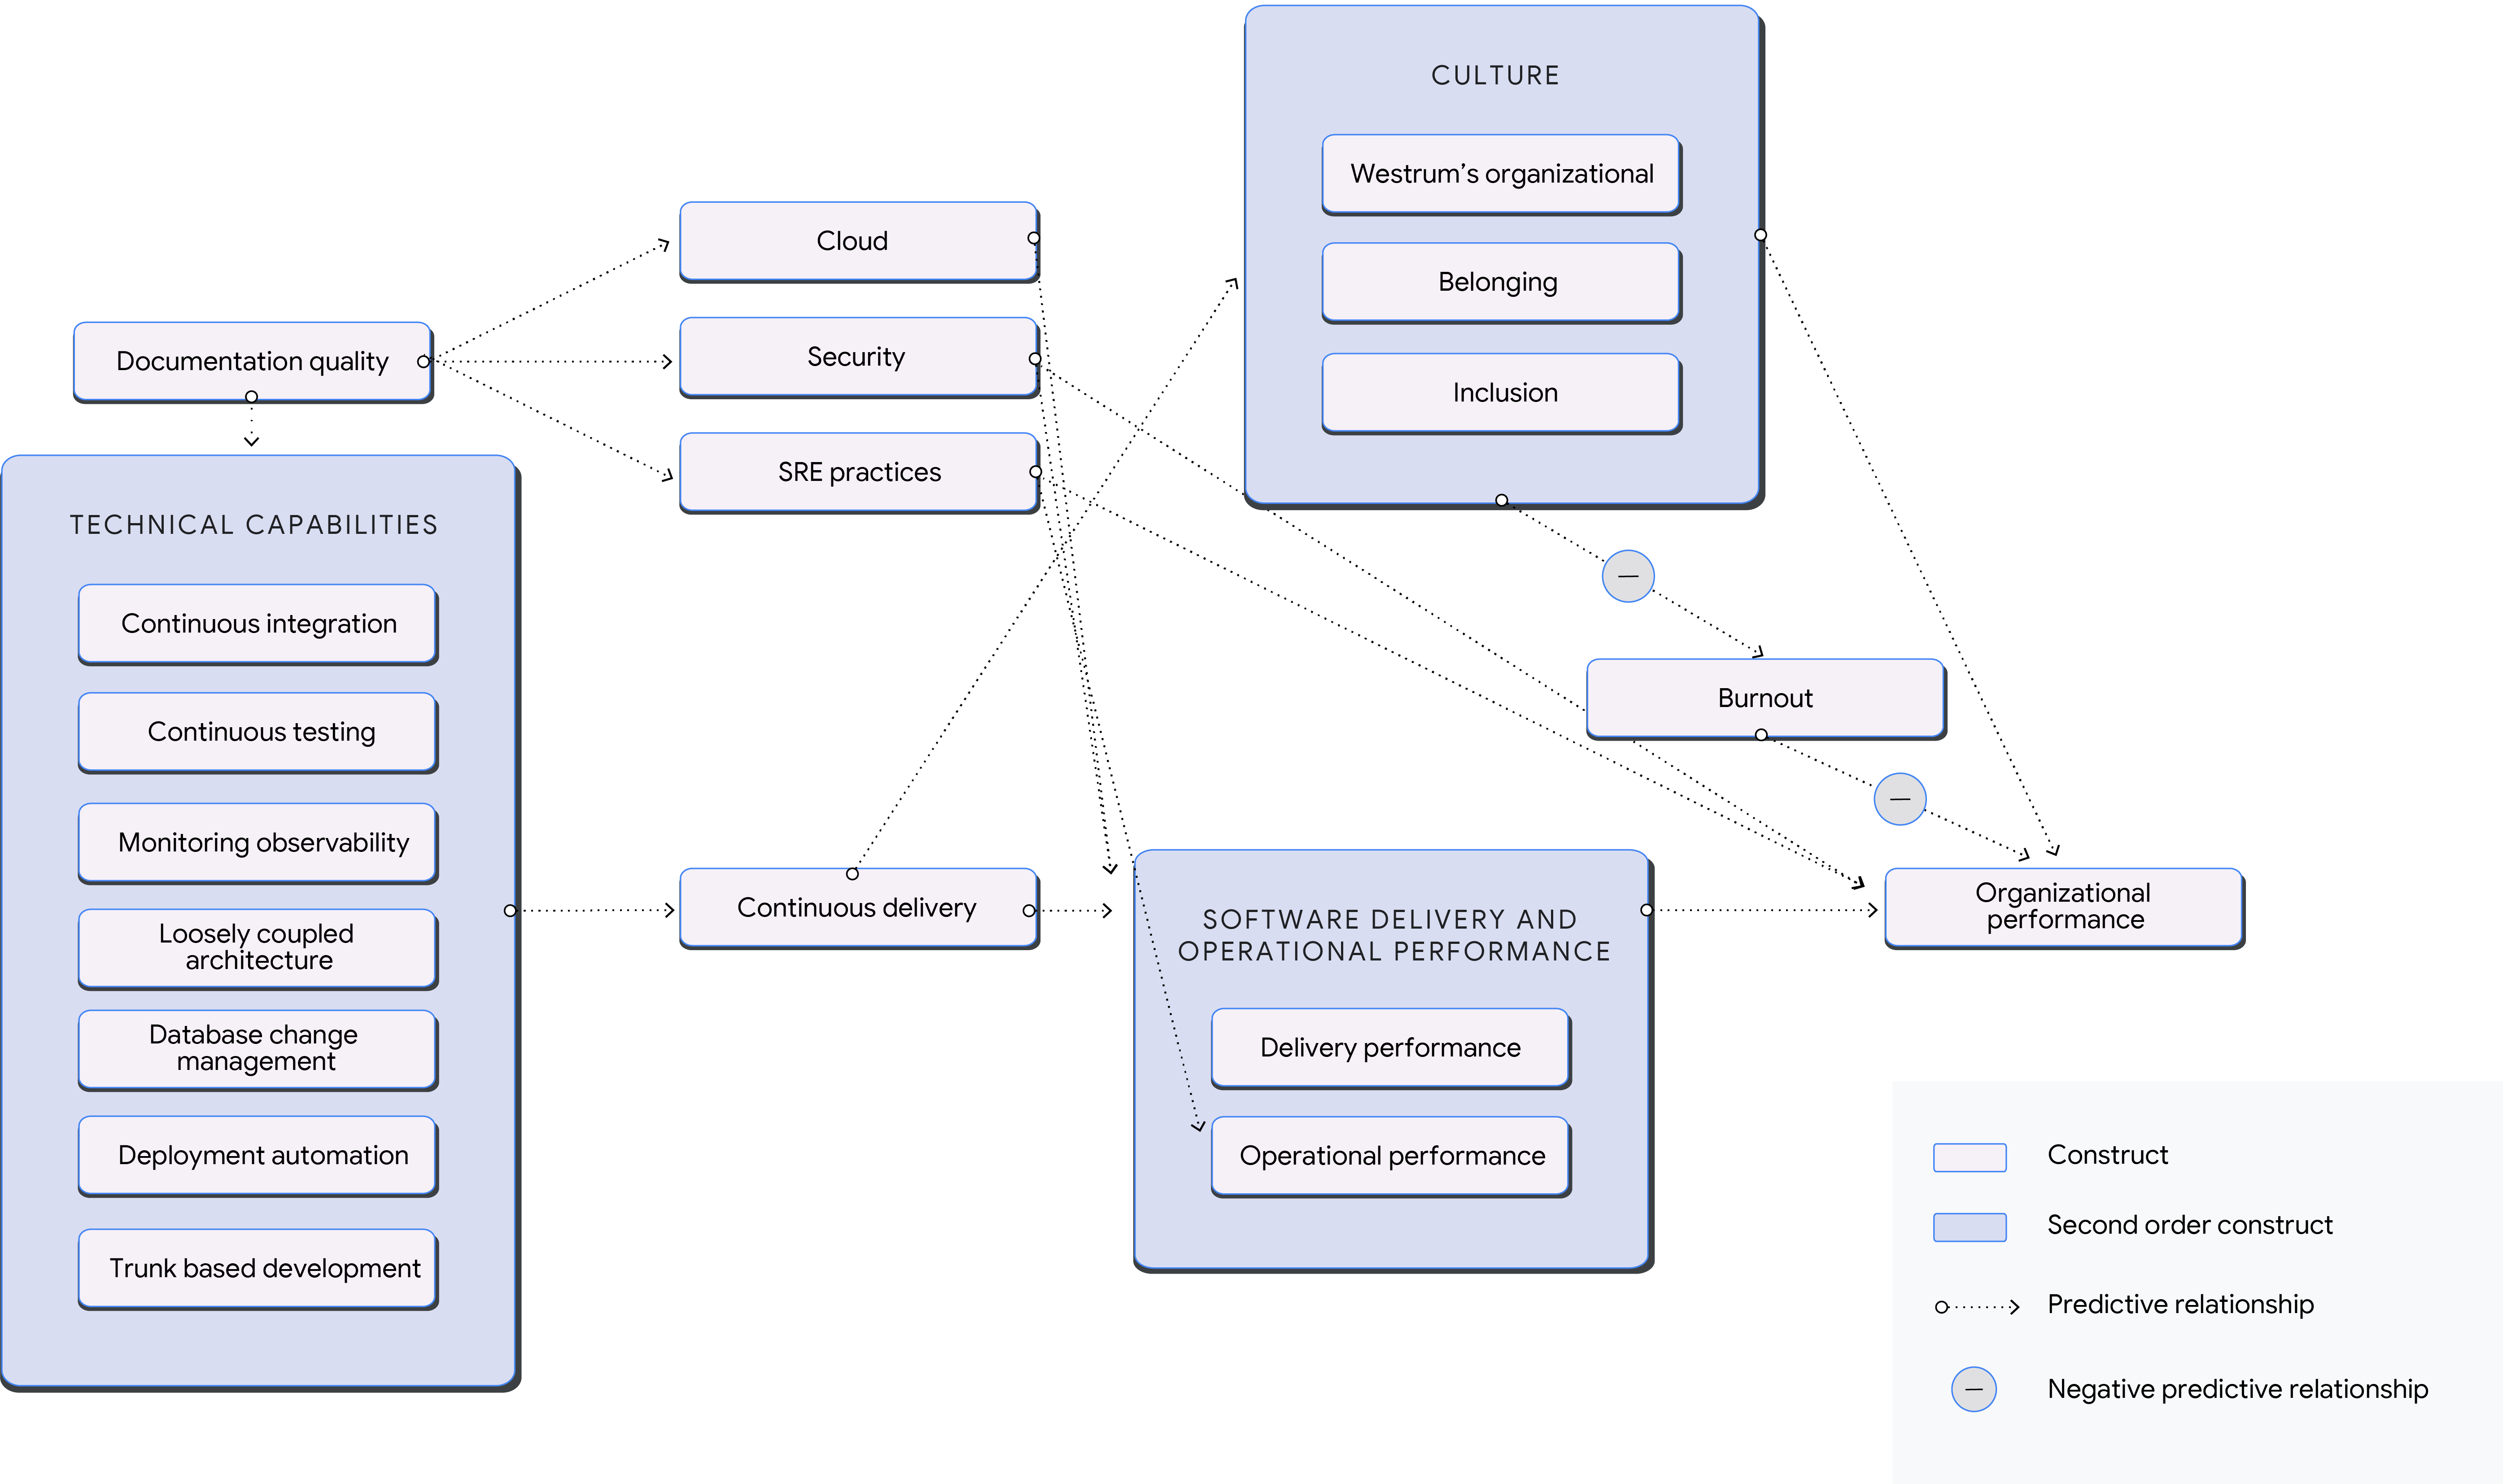 CULTURE
Westrum’s organizational
Belonging
Inclusion
Cloud
Security
SRE practices
Documentation quality
TECHNICAL CAPABILITIES
Continuous integration
Continuous testing
Monitoring observability
Loosely coupled
architecture
Database change
management
Deployment automation
Trunk based development
Continuous delivery
Burnout
SOFTWARE DELIVERY AND
OPERATIONAL PERFORMANCE
Delivery performance
Operational performance
Organizational
performance
Construct
Second order construct
Predictive relationship
Negative predictive relationship